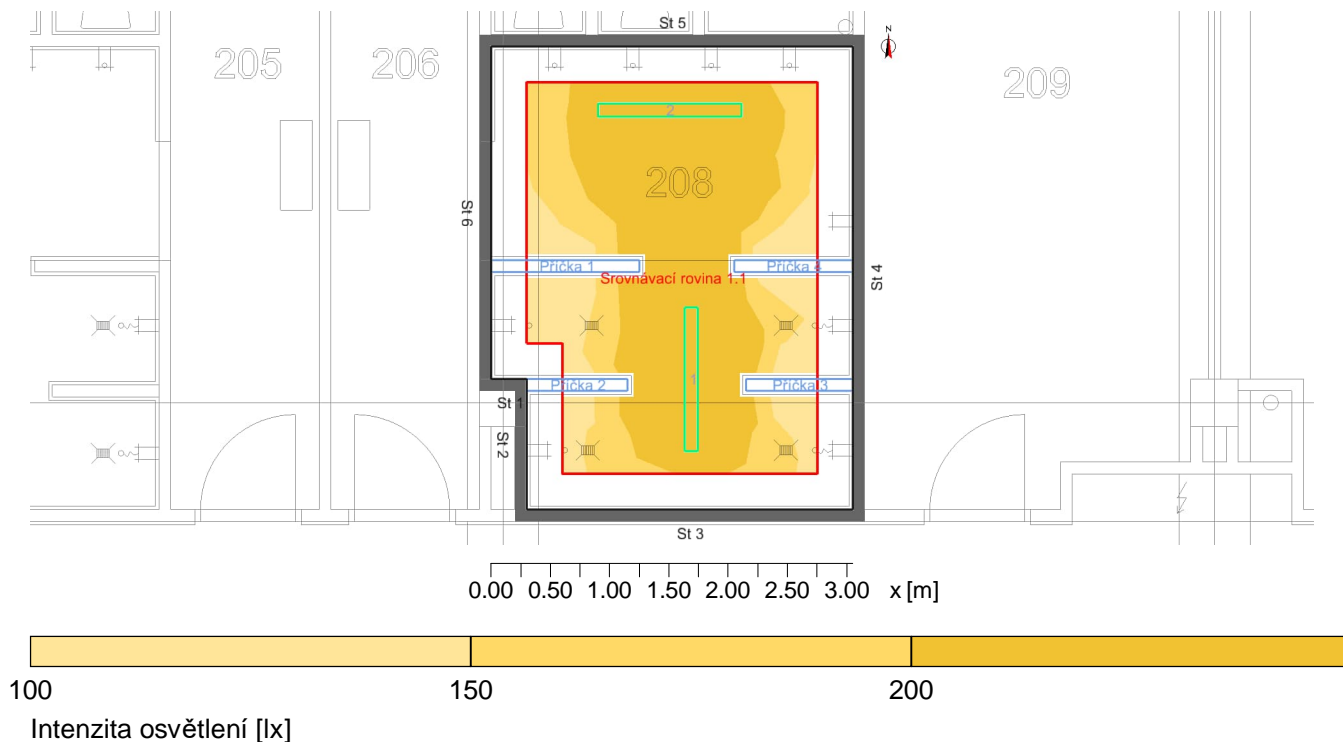 St 5
N
205
206
209
2
208
St 6
Příčka 1
Příčka 4
Srovnávací rovina 1.1
St 4
1
Příčka 2
Příčka 3
St 1
St 2
St 3
0.00 0.50 1.00 1.50 2.00 2.50 3.00 x [m]
100 150 200
Intenzita osvětlení [lx]